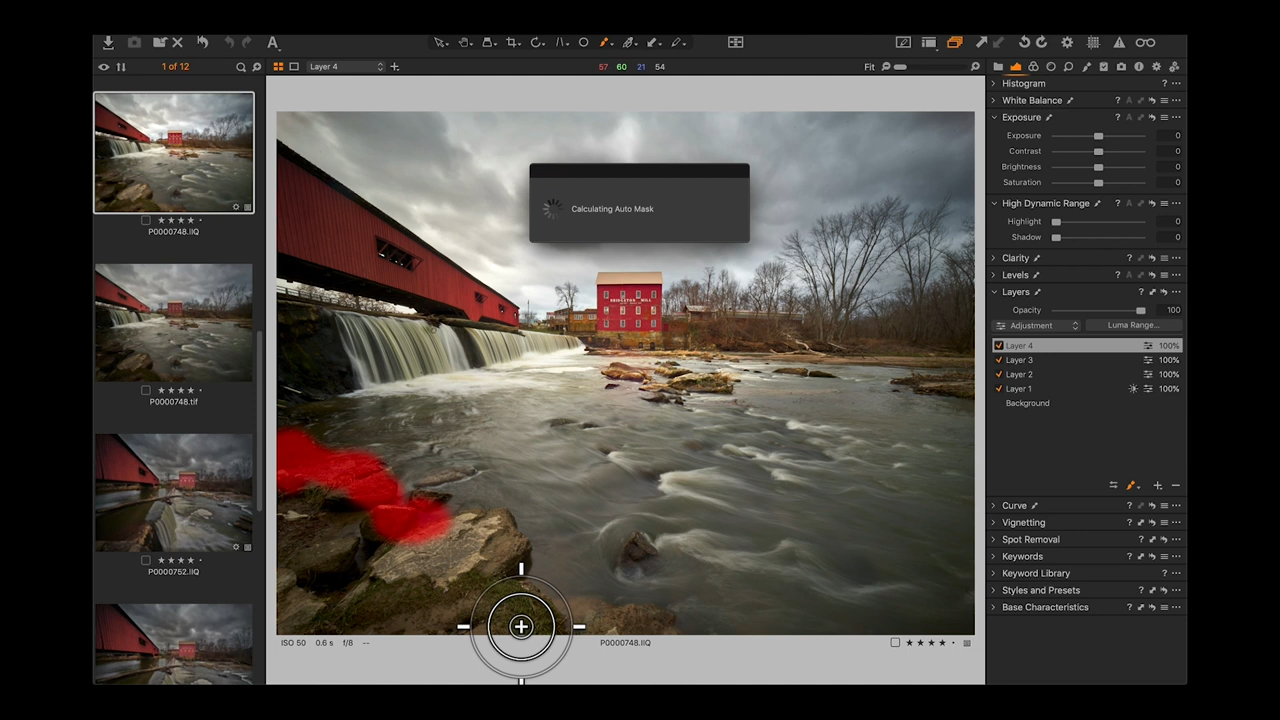 A
1 of 12
Layer 4
57 60 21 54
Fit
P0000748.IIQ
P0000748.tif
P0000752.IIQ
Calculating Auto Mask
BRIDGETON MILL
ISO 50 0.6 s f/8 --
P0000748.IIQ
Histogram ? ...
White Balance ? A ...
Exposure ? A ...
Exposure 0
Contrast 0
Brightness 0
Saturation 0
High Dynamic Range ? A ...
Highlight 0
Shadow 0
Clarity ? ...
Levels ? A ...
Layers ? ...
Opacity 100
Adjustment Luma Range...
Layer 4 100%
Layer 3 100%
Layer 2 100%
Layer 1 100%
Background
Curve ? ...
Vignetting ? ...
Spot Removal ? ...
Keywords ? ...
Keyword Library ? ...
Styles and Presets ? ...
Base Characteristics ? ...